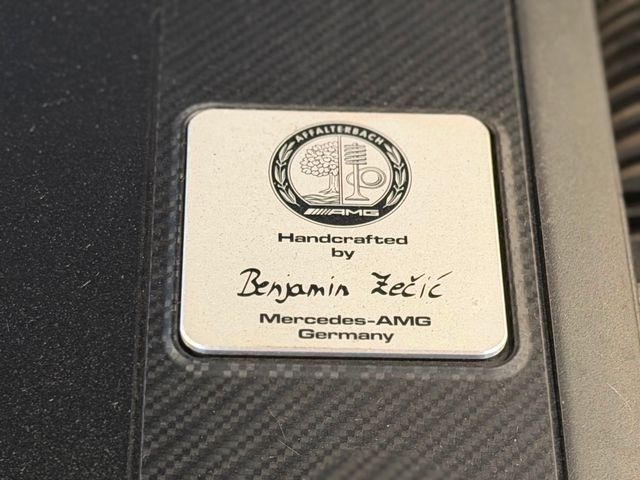 AFFALTERBACH
AMG
Handcrafted
by
Benjamin Zečić
Mercedes-AMG
Germany